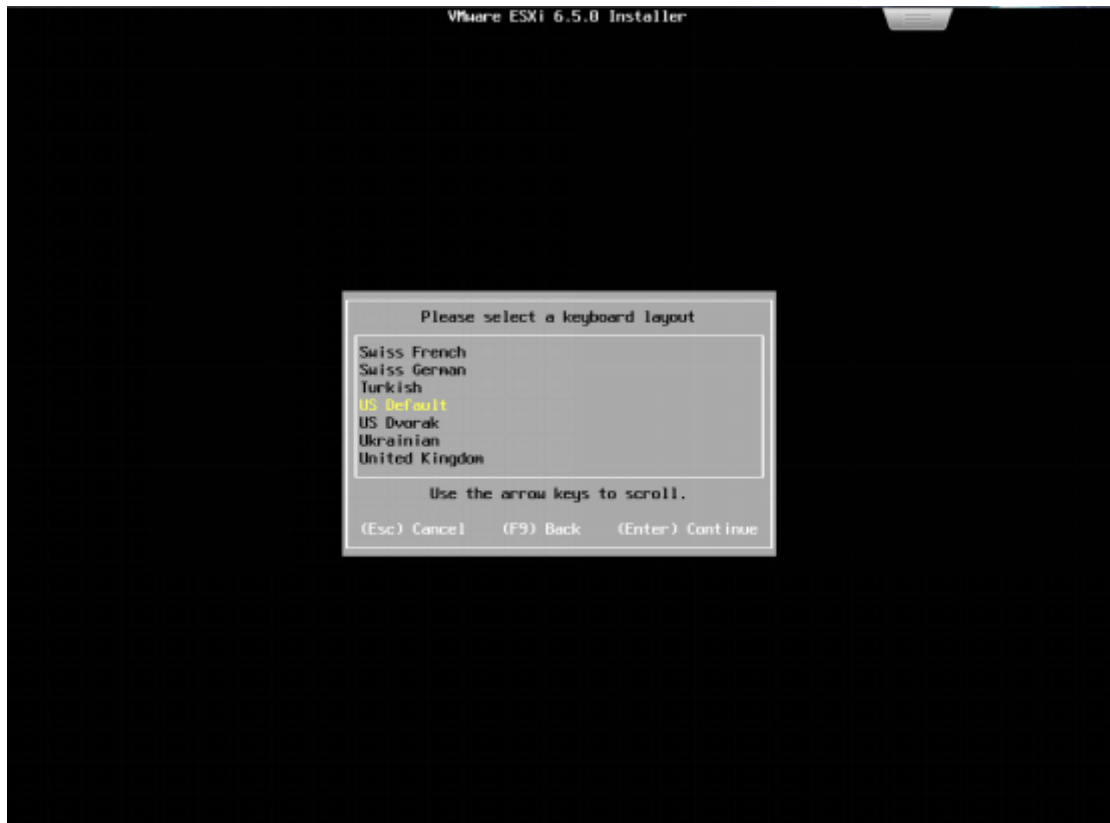 VMware ESXi 6.5.0 Installer
Please select a keyboard layout
Swiss French
Swiss German
Turkish
US Default
US Dvorak
Ukrainian
United Kingdom
Use the arrow keys to scroll.
(Esc) Cancel (F9) Back (Enter) Continue